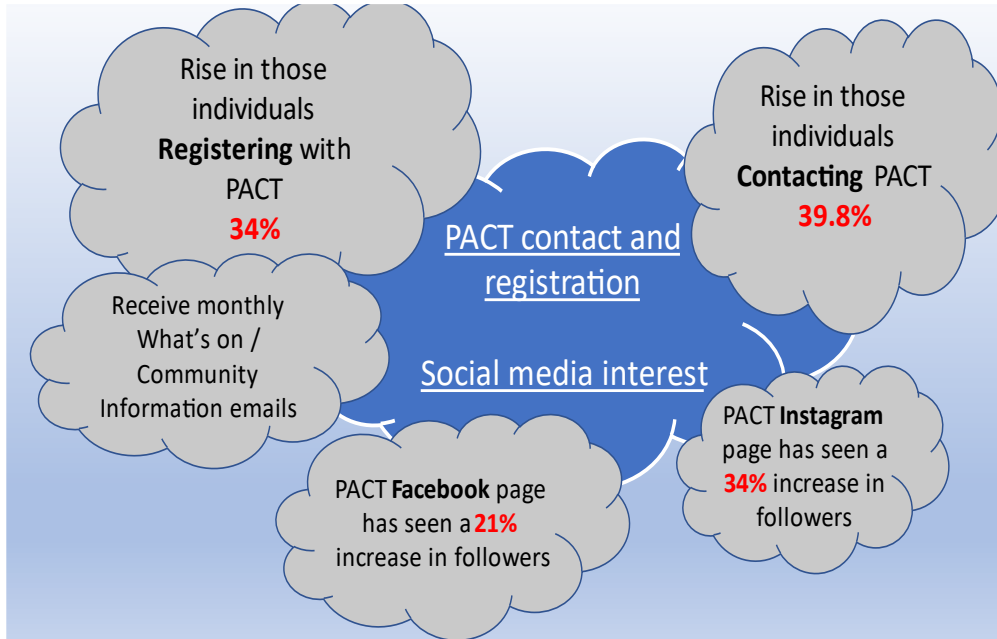 Rise in those
individuals
Registering with
PACT
34%
Rise in those
individuals
Contacting PACT
39.8%
PACT contact and
registration
Social media interest
Receive monthly
What's on /
Community
Information emails
PACT Facebook page
has seen a 21%
increase in followers
PACT Instagram
page has seen a
34% increase in
followers